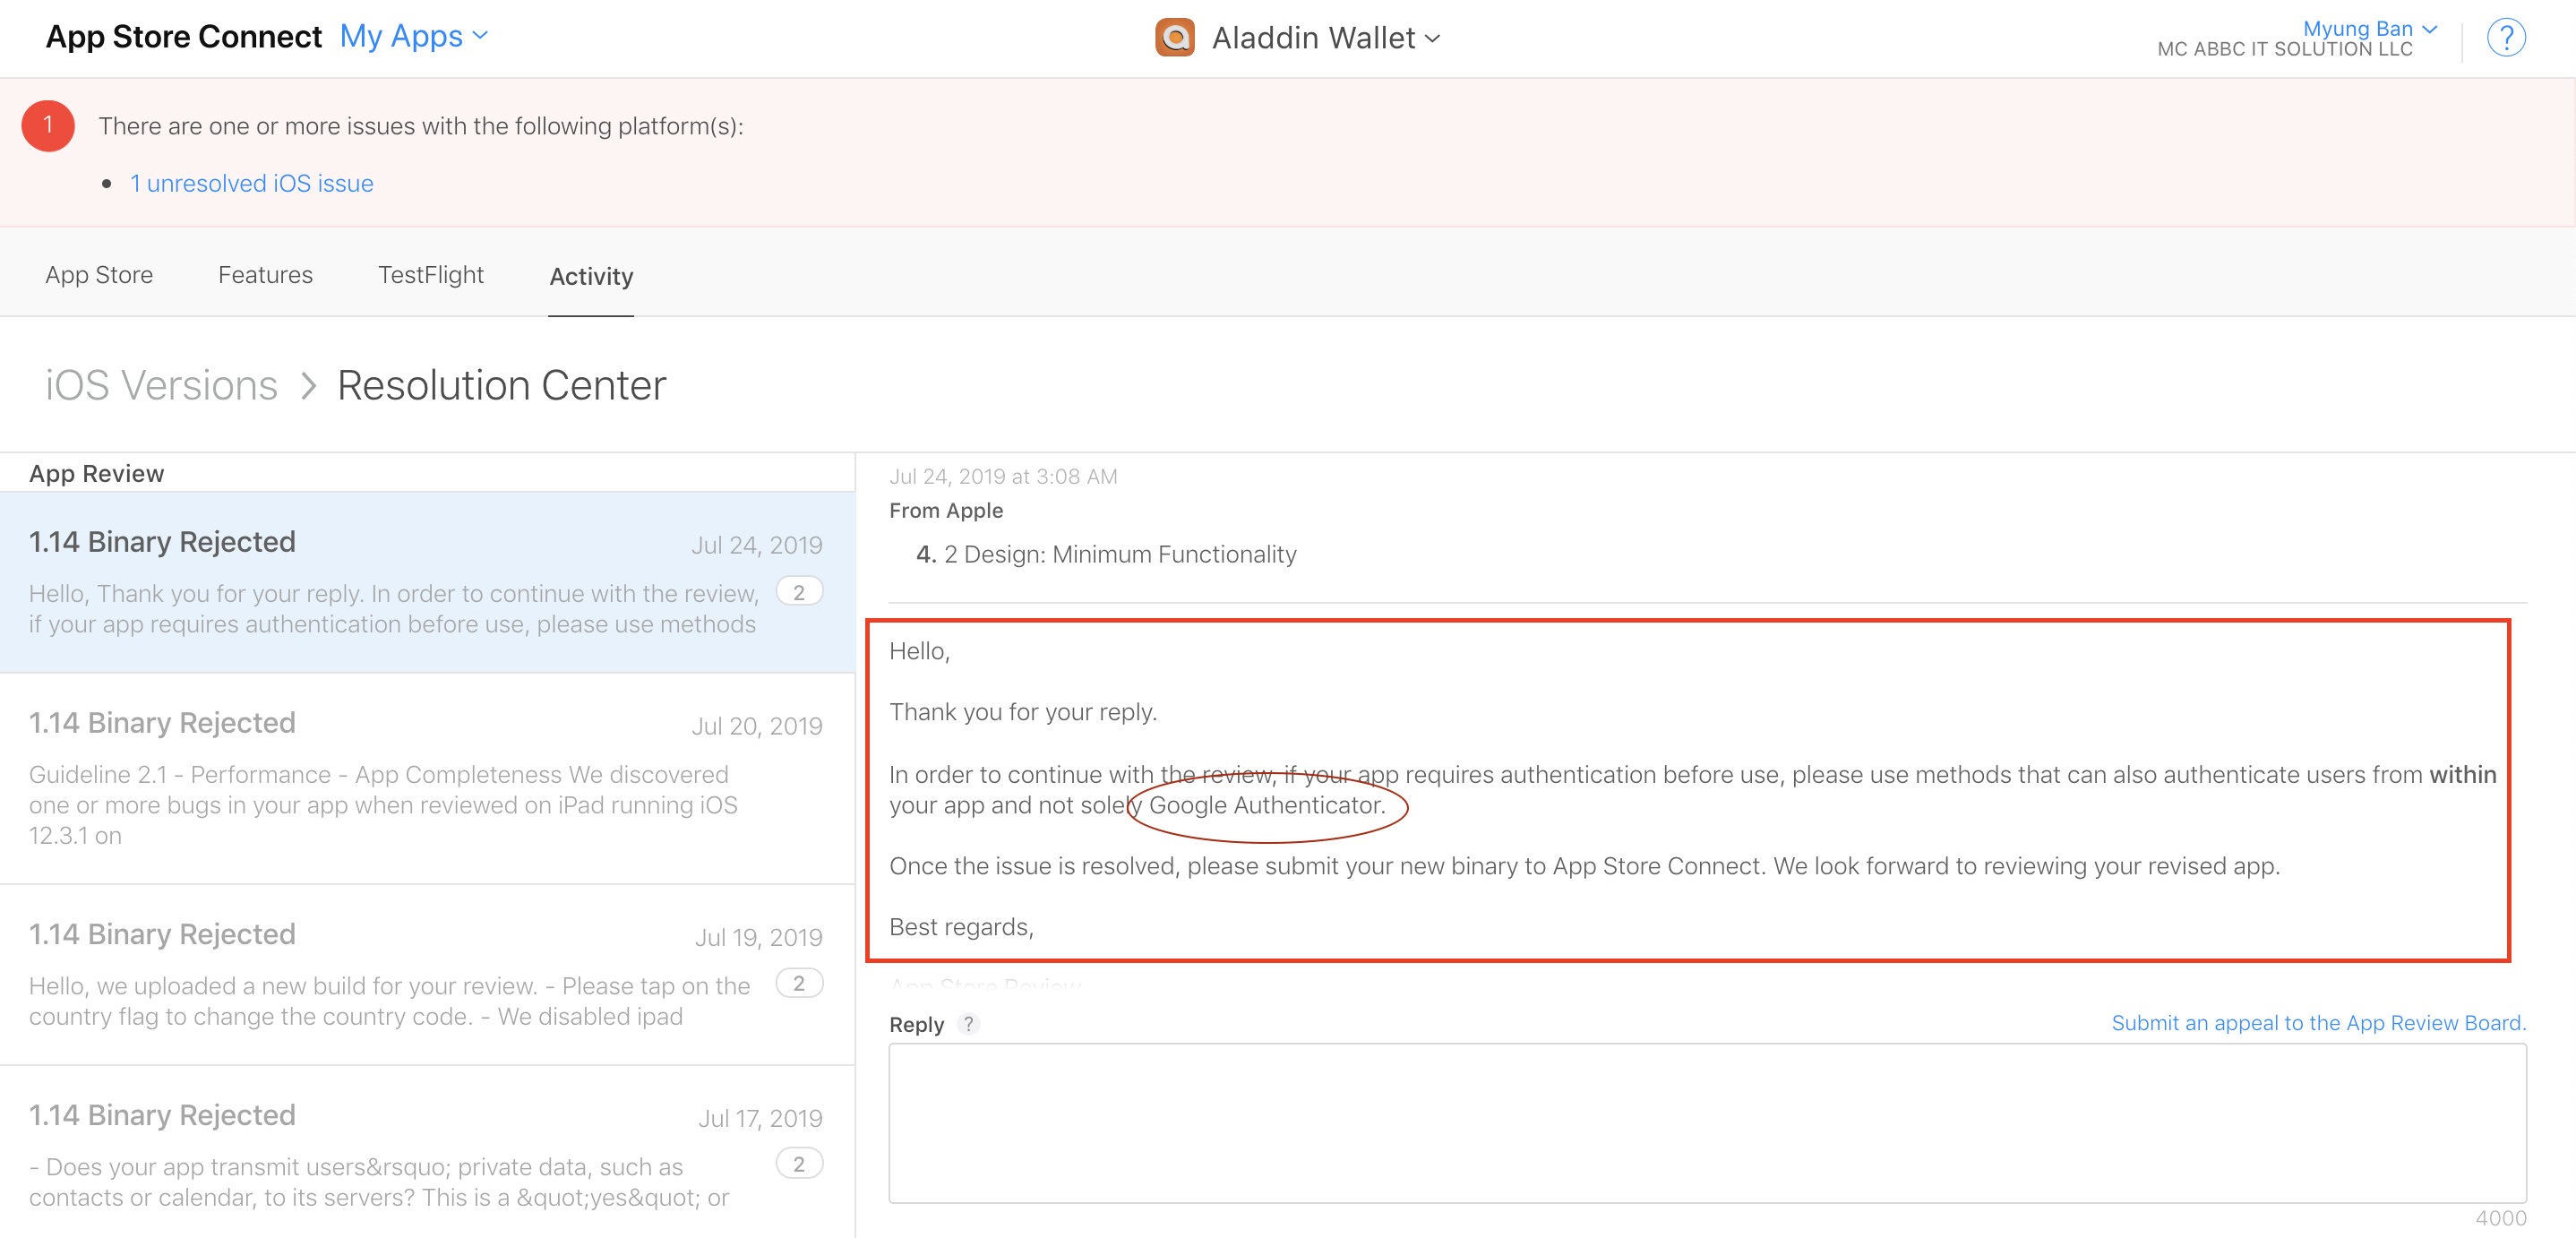 App Store Connect My Apps
Aladdin Wallet
Myung Ban
MC ABBC IT SOLUTION LLC
?
1
There are one or more issues with the following platform(s):
• 1 unresolved iOS issue
App Store Features TestFlight Activity
iOS Versions > Resolution Center
App Review
1.14 Binary Rejected
Jul 24, 2019
Hello, Thank you for your reply. In order to continue with the review,
if your app requires authentication before use, please use methods
2
1.14 Binary Rejected
Jul 20, 2019
Guideline 2.1 - Performance - App Completeness We discovered
one or more bugs in your app when reviewed on iPad running iOS
12.3.1 on
1.14 Binary Rejected
Jul 19, 2019
Hello, we uploaded a new build for your review. - Please tap on the
country flag to change the country code. - We disabled ipad
2
1.14 Binary Rejected
Jul 17, 2019
- Does your app transmit users&rsquo; private data, such as
contacts or calendar, to its servers? This is a &quot;yes&quot; or
2
Jul 24, 2019 at 3:08 AM
From Apple
4. 2 Design: Minimum Functionality
Hello,
Thank you for your reply.
In order to continue with the review, if your app requires authentication before use, please use methods that can also authenticate users from within
your app and not solely Google Authenticator.
Once the issue is resolved, please submit your new binary to App Store Connect. We look forward to reviewing your revised app.
Best regards,
App Store Review
Reply ?
Submit an appeal to the App Review Board.
4000